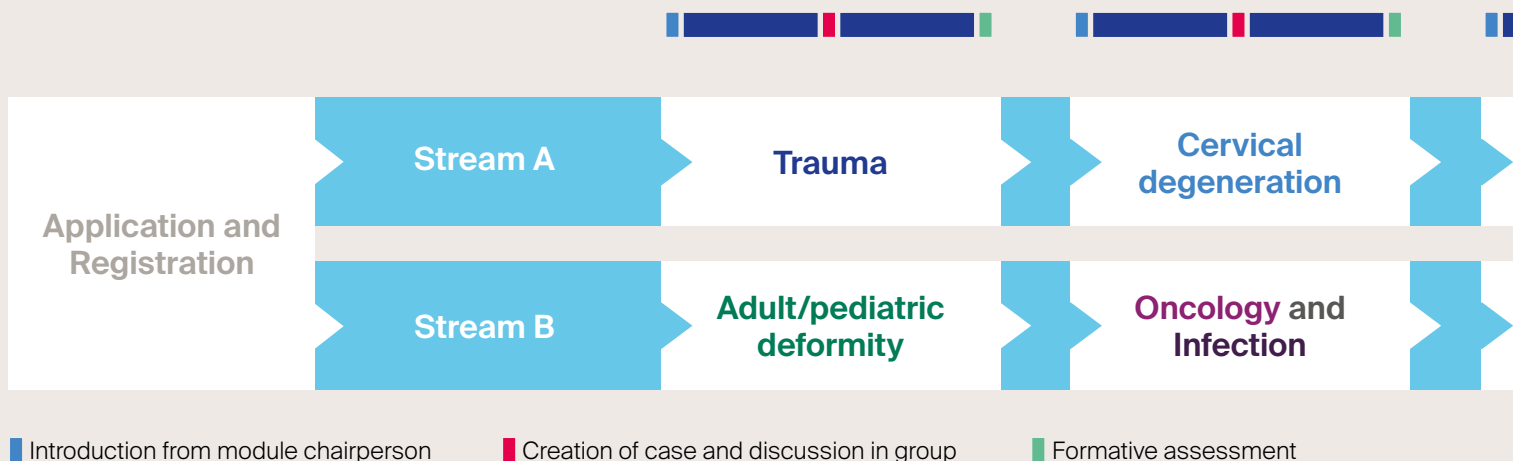 Application and
Registration
Stream A
Trauma
Cervical
degeneration
Stream B
Adult/pediatric
deformity
Oncology and
Infection
Introduction from module chairperson
Creation of case and discussion in group
Formative assessment